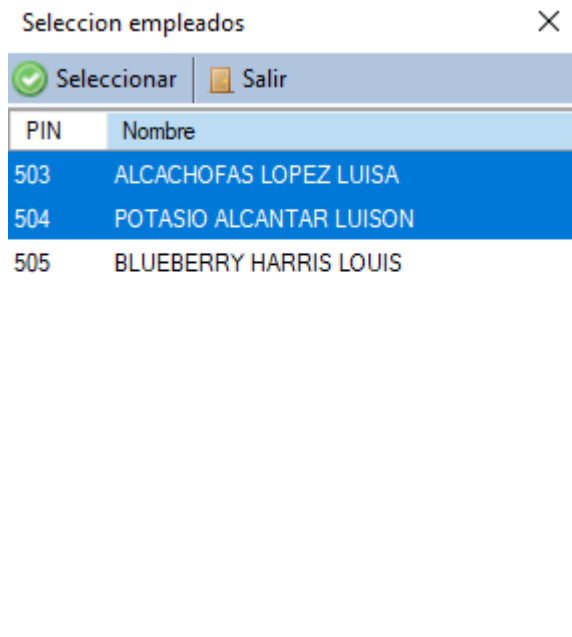 Seleccion empleados
Seleccionar Salir
PIN Nombre
503 ALCACHOFAS LOPEZ LUISA
504 POTASIO ALCANTAR LUISON
505 BLUEBERRY HARRIS LOUIS